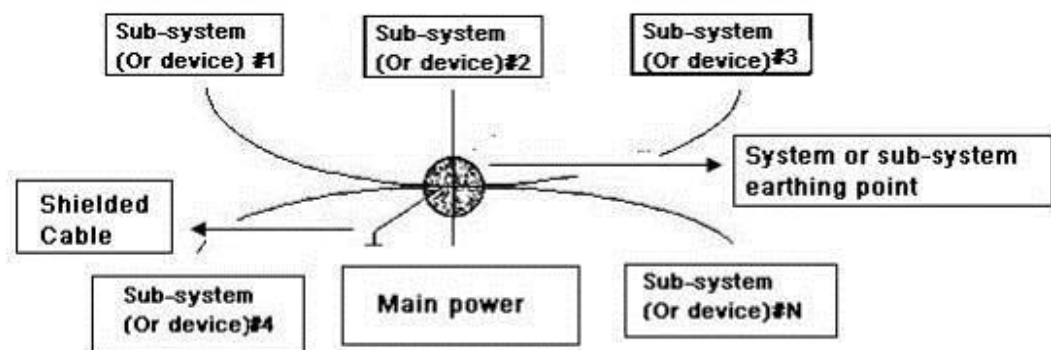 Sub-system
(Or device) #1
Sub-system
(Or device)#2
Sub-system
(Or device)#3
System or sub-system
earthing point
Shielded
Cable
Sub-system
(Or device)#4
Main power
Sub-system
(Or device)#N